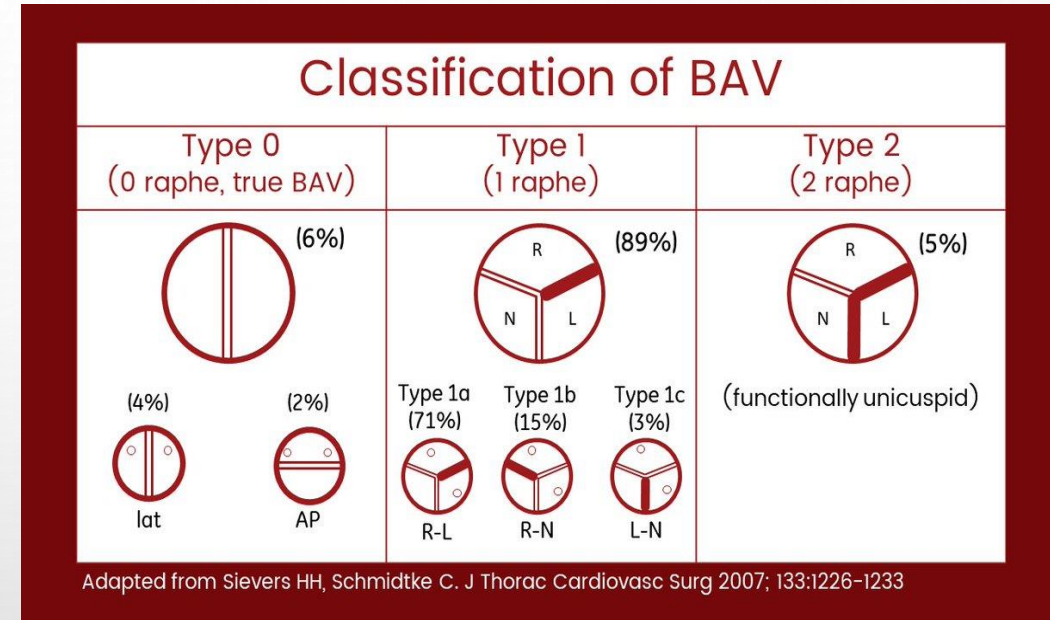 Classification of BAV
Type 0
(0 raphe, true BAV)
Type 1
(1 raphe)
Type 2
(2 raphe)
(6%)
R
(89%)
N
L
R
(5%)
N
L
(4%)
(2%)
lat
AP
Type 1a
(71%)
Type 1b
(15%)
Type 1c
(3%)
R-L
R-N
L-N
(functionally unicuspid)
Adapted from Sievers HH, Schmidtke C. J Thorac Cardiovasc Surg 2007; 133:1226-1233